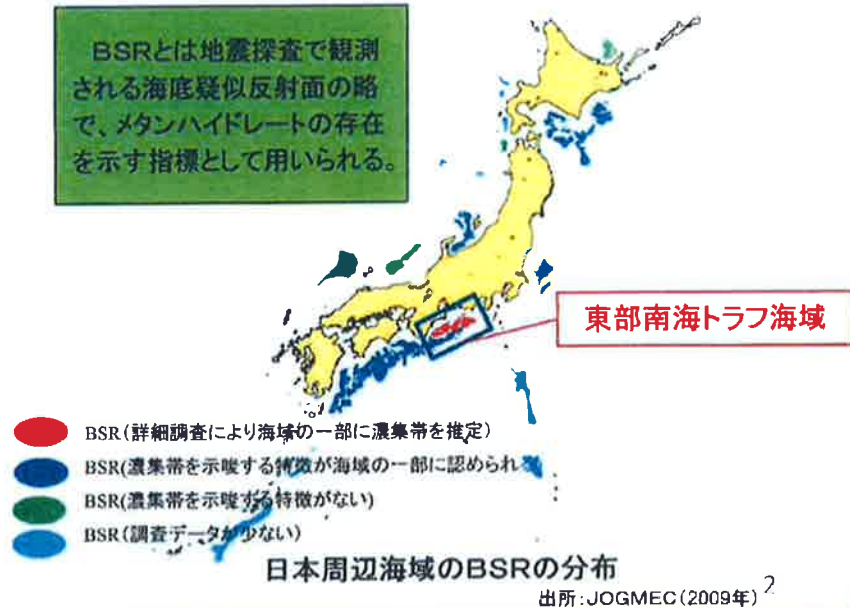 BSRとは地震探査で観測
される海底疑似反射面の略
で、メタンハイドレートの存在
を示す指標として用いられる。
東部南海トラフ海域
BSR(詳細調査により海域の一部に濃集帯を推定)
BSR(濃集帯を示唆する特徴が海域の一部に認められ
BSR(濃集帯を示唆する特徴がない)
BSR(調査データが少ない)
日本周辺海域のBSRの分布
出所:JOGMEC(2009年)
2